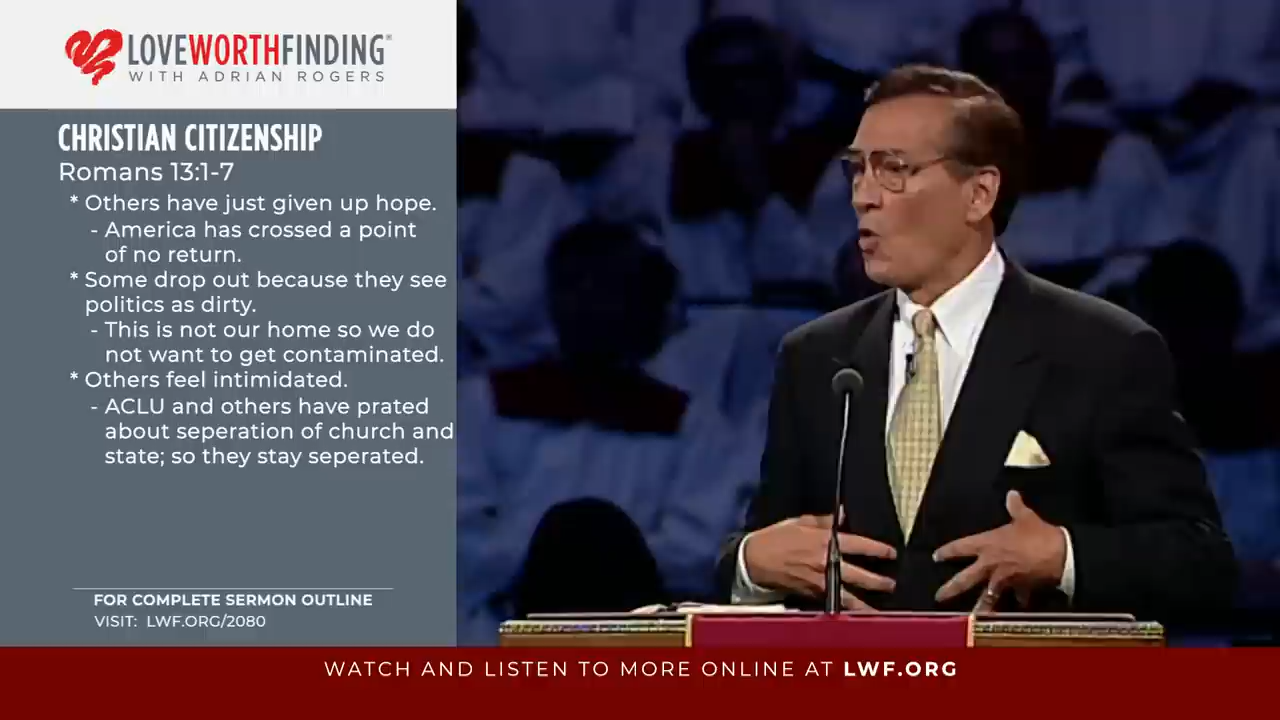 LOVEWORTHFINDING®
WITH ADRIAN ROGERS
CHRISTIAN CITIZENSHIP
Romans 13:1-7
* Others have just given up hope.
- America has crossed a point
of no return.
* Some drop out because they see
politics as dirty.
- This is not our home so we do
not want to get contaminated.
* Others feel intimidated.
- ACLU and others have prated
about seperation of church and
state; so they stay seperated.
FOR COMPLETE SERMON OUTLINE
VISIT: LWF.ORG/2080
WATCH AND LISTEN TO MORE ONLINE AT LWF.ORG